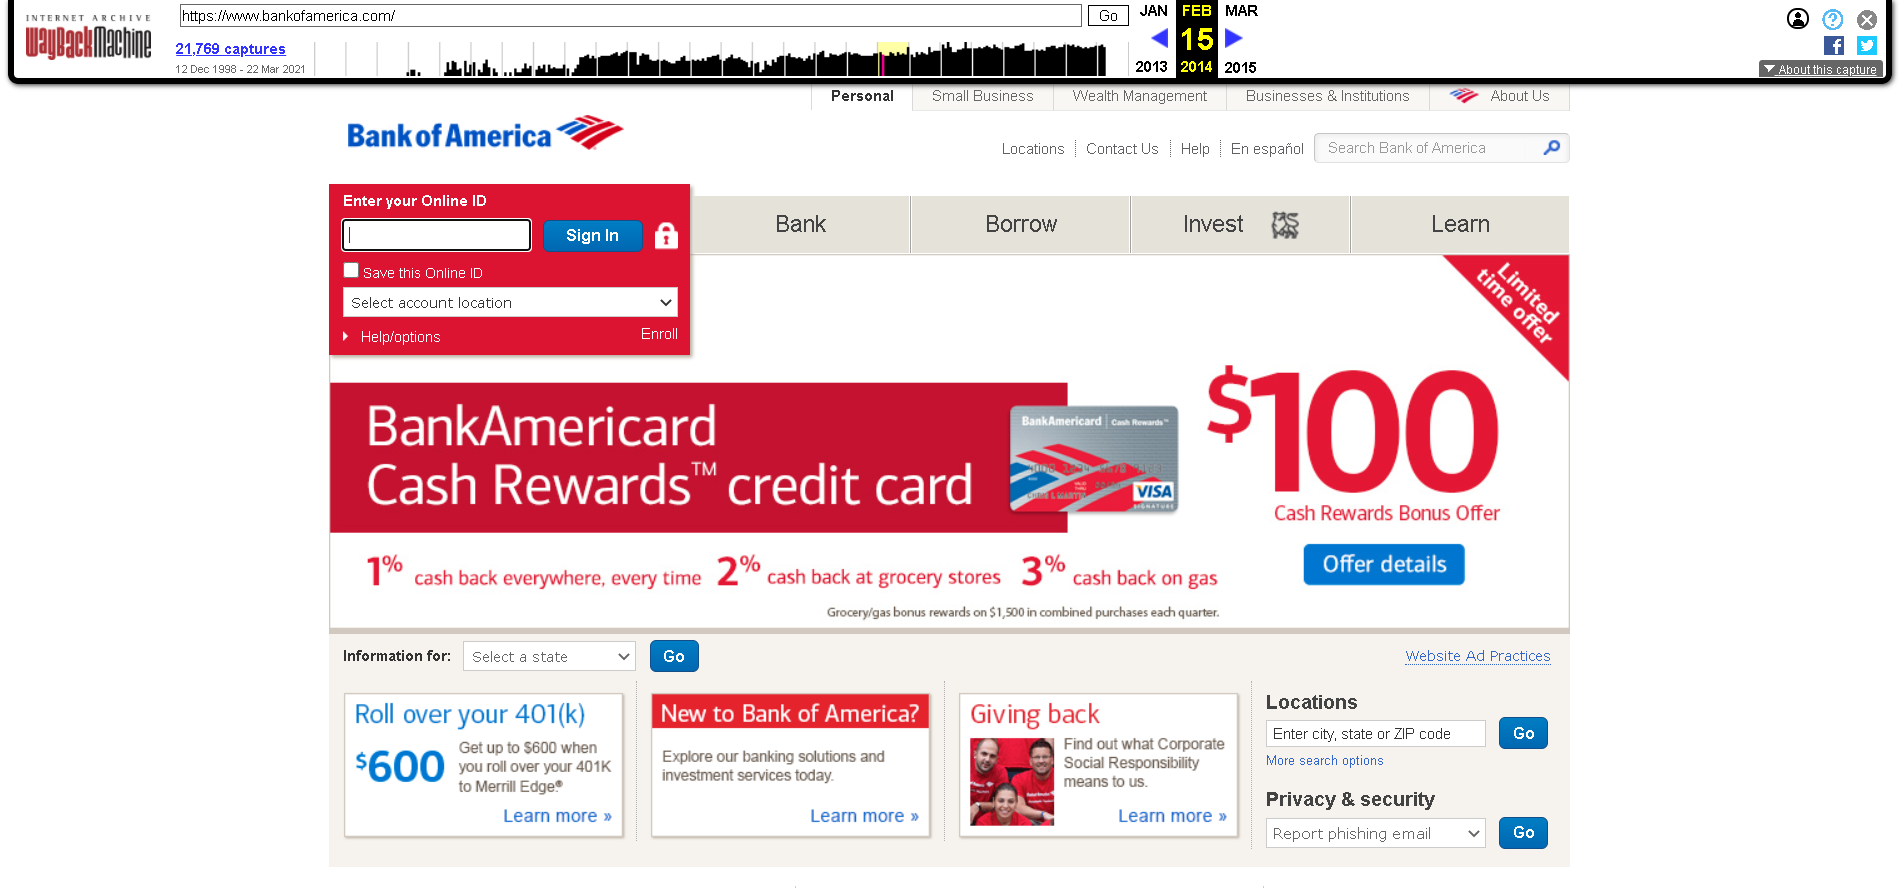 INTERNET ARCHIVE
WayBackMachine
https://www.bankofamerica.com/
Go
JAN FEB MAR
21,769 captures
15
12 Dec 1998 - 22 Mar 2021
2013 2014 2015
About this capture
Personal
Small Business
Wealth Management
Businesses & Institutions
About Us
Bank of America
Locations
Contact Us
Help
En español
Search Bank of America
Enter your Online ID
Sign In
Save this Online ID
Select account location
Help/options
Enroll
Bank
Borrow
Invest
Learn
Limited
time offer
BankAmericard
Cash Rewards™ credit card
BankAmericard Cash Rewards™
VISA
SIGNATURE
$100
Cash Rewards Bonus Offer
Offer details
1% cash back everywhere, every time 2% cash back at grocery stores 3% cash back on gas
Grocery/gas bonus rewards on $1,500 in combined purchases each quarter.
Information for:
Select a state
Go
Website Ad Practices
Roll over your 401(k)
$600
Get up to $600 when
you roll over your 401K
to Merrill Edge®
Learn more »
New to Bank of America?
Explore our banking solutions and
investment services today.
Learn more »
Giving back
Find out what Corporate
Social Responsibility
means to us.
Learn more »
Locations
Enter city, state or ZIP code
Go
More search options
Privacy & security
Report phishing email
Go